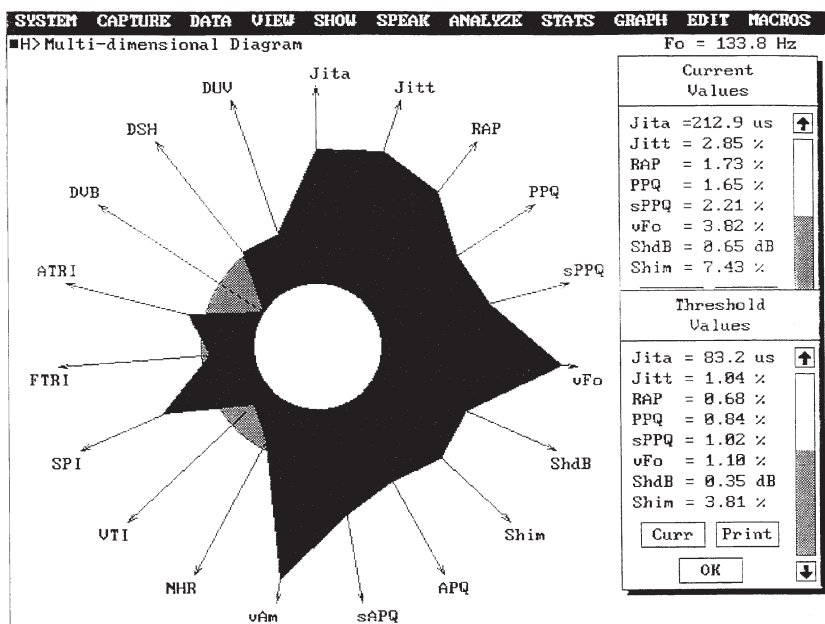 SYSTEM CAPTURE DATA VIEW SHOW SPEAK ANALYZE STATS GRAPH EDIT MACROS
■H>Multi-dimensional Diagram
Fo = 133.8 Hz
Jita
Jitt
RAP
PPQ
sPPQ
vFo
ShdB
Shim
APQ
sAPQ
vAm
NHR
VTI
SPI
FTRI
ATRI
DVB
DSH
DUV
Current
Values
Jita =212.9 us
Jitt = 2.85 %
RAP = 1.73 %
PPQ = 1.65 %
sPPQ = 2.21 %
vFo = 3.82 %
ShdB = 0.65 dB
Shim = 7.43 %
Threshold
Values
Jita = 83.2 us
Jitt = 1.04 %
RAP = 0.68 %
PPQ = 0.84 %
sPPQ = 1.02 %
vFo = 1.10 %
ShdB = 0.35 dB
Shim = 3.81 %
Curr Print
OK